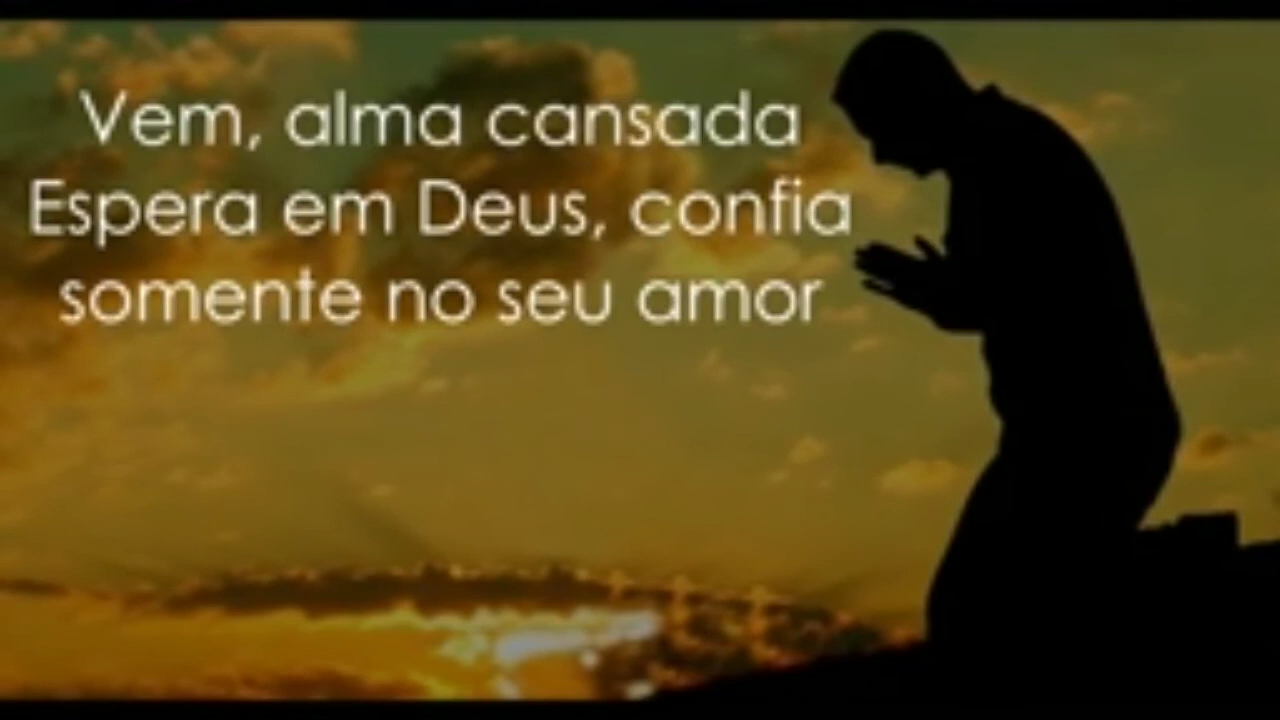 Vem, alma cansada
Espera em Deus, confia
somente no seu amor